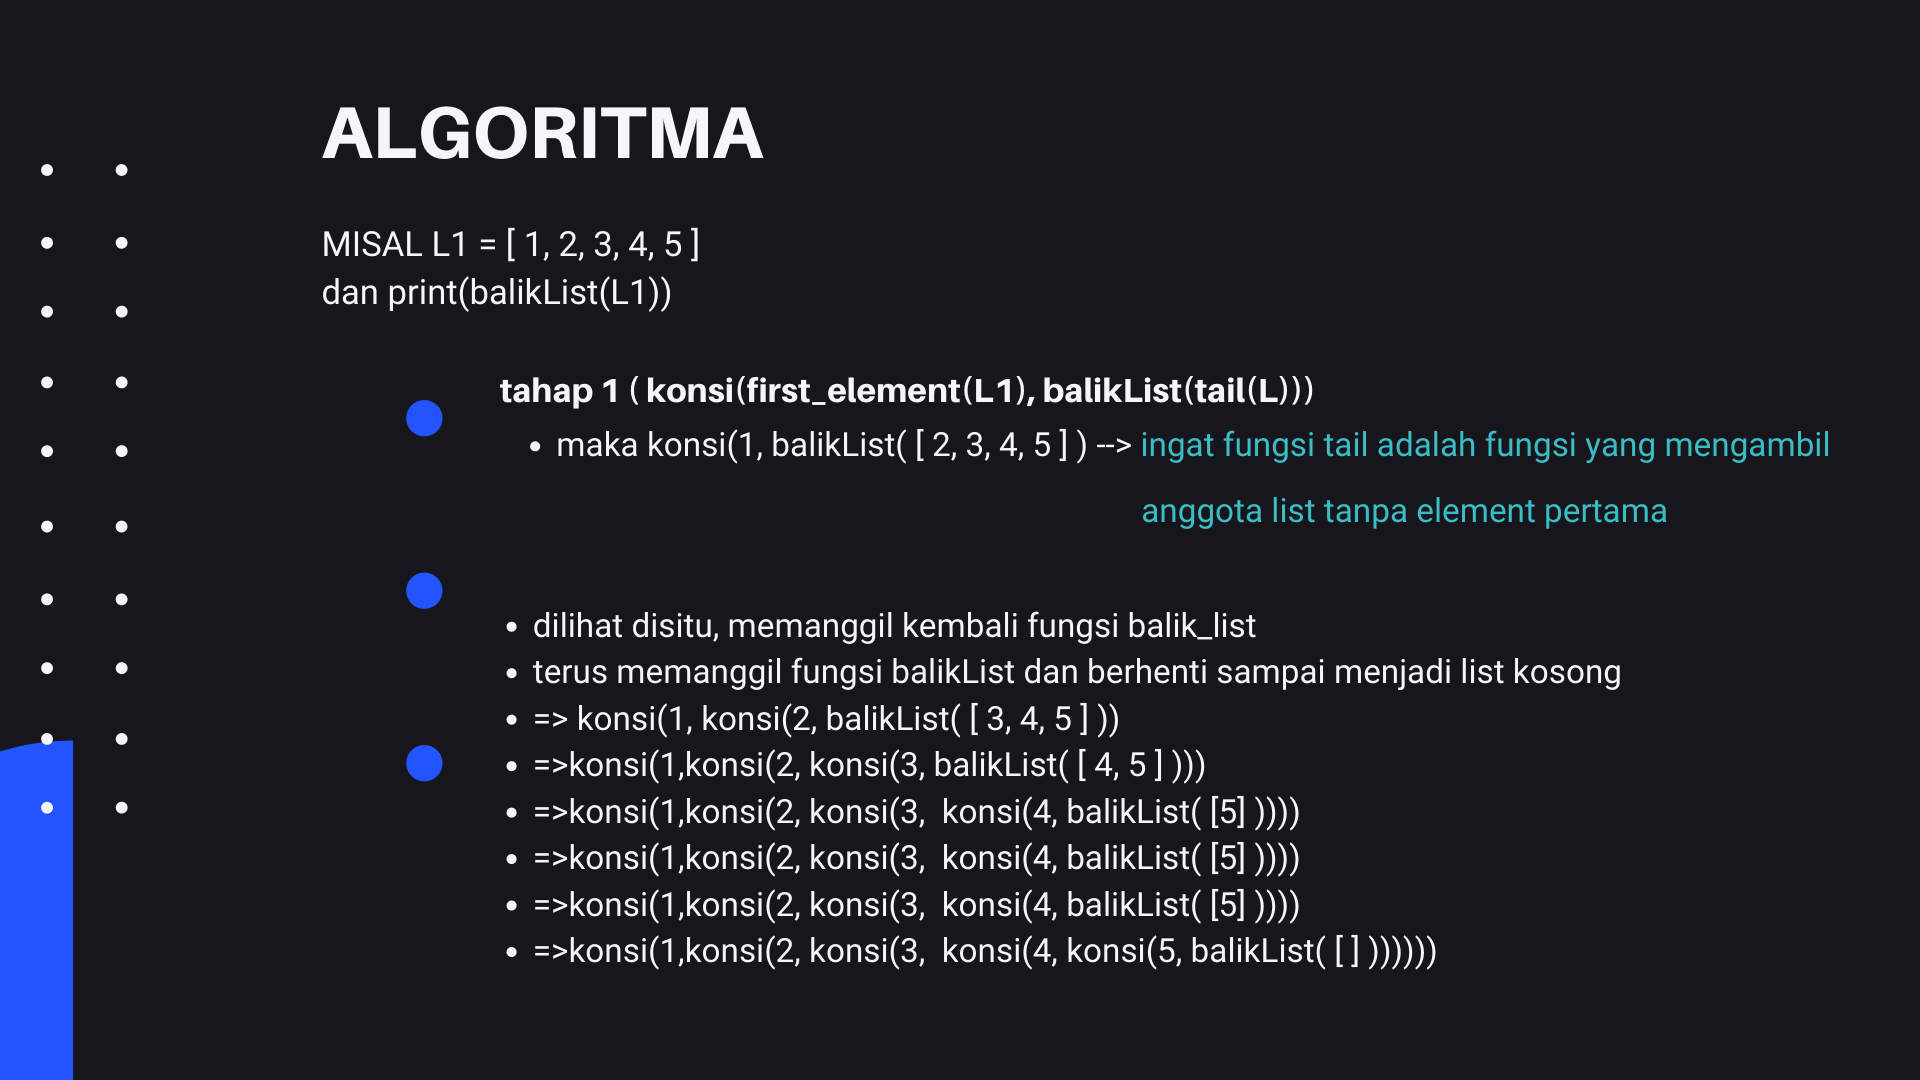 ALGORITMA
MISAL L1 = [ 1, 2, 3, 4, 5 ]
dan print(balikList(L1))
tahap 1 ( konsi(first_element(L1), balikList(tail(L)))
• maka konsi(1, balikList( [ 2, 3, 4, 5 ] ) --> ingat fungsi tail adalah fungsi yang mengambil
anggota list tanpa element pertama
• dilihat disitu, memanggil kembali fungsi balik_list
• terus memanggil fungsi balikList dan berhenti sampai menjadi list kosong
• => konsi(1, konsi(2, balikList( [ 3, 4, 5 ] ))
• =>konsi(1,konsi(2, konsi(3, balikList( [ 4, 5 ] )))
• =>konsi(1,konsi(2, konsi(3,  konsi(4, balikList( [5] ))))
• =>konsi(1,konsi(2, konsi(3,  konsi(4, balikList( [5] ))))
• =>konsi(1,konsi(2, konsi(3,  konsi(4, balikList( [5] ))))
• =>konsi(1,konsi(2, konsi(3,  konsi(4, konsi(5, balikList( [ ] ))))))